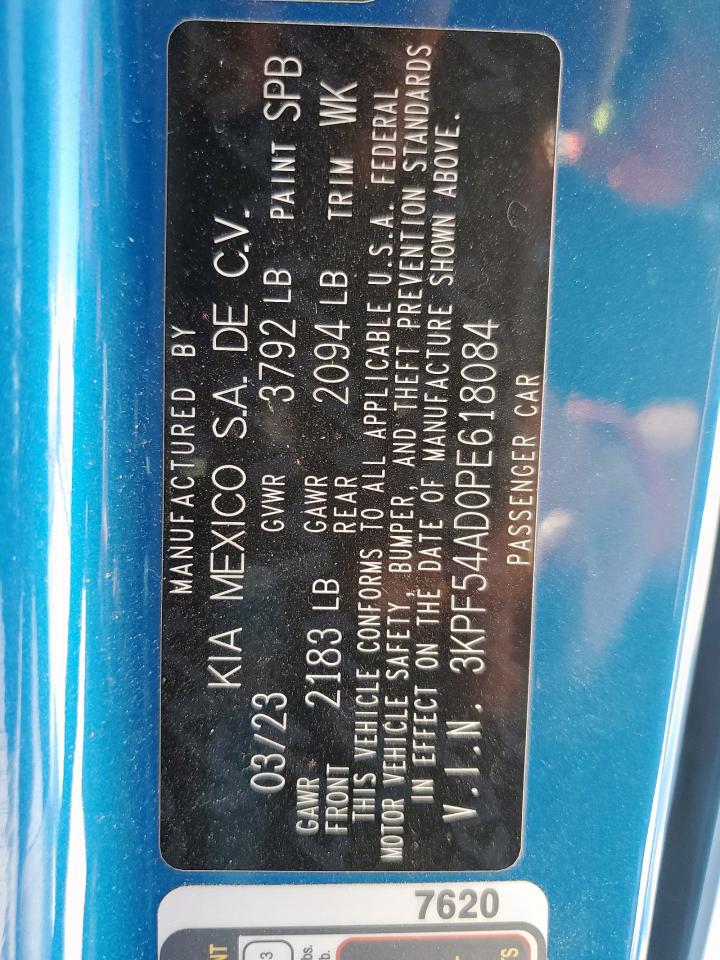 MANUFACTURED BY
KIA MEXICO S.A. DE C.V.
03/23 GVWR 3792 LB PAINT SPB
GAWR FRONT 2183 LB GAWR REAR 2094 LB TRIM WK
THIS VEHICLE CONFORMS TO ALL APPLICABLE U.S.A. FEDERAL
MOTOR VEHICLE SAFETY, BUMPER, AND THEFT PREVENTION STANDARDS
IN EFFECT ON THE DATE OF MANUFACTURE SHOWN ABOVE.
V.I.N. 3KPF54AD0PE618084
PASSENGER CAR
7620